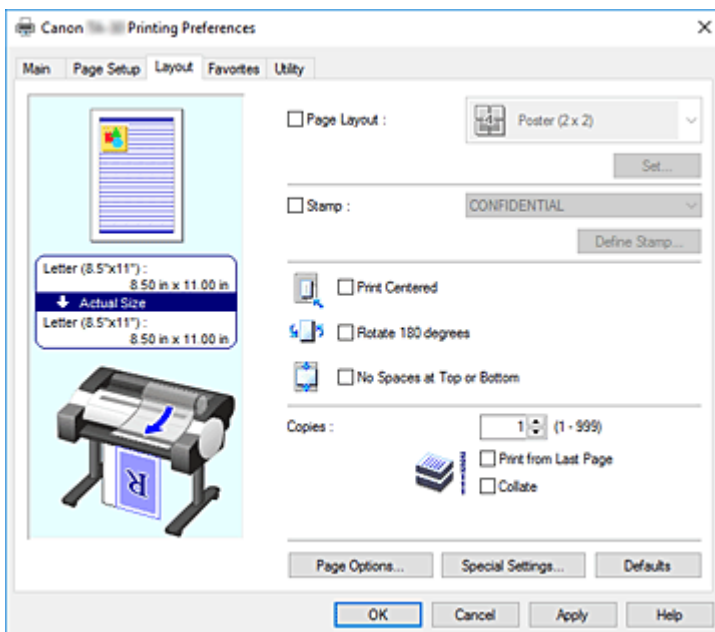 Canon Printing Preferences
Main Page Setup Layout Favorites Utility
Page Layout : 4 Poster (2 x 2)
Set...
Stamp : CONFIDENTIAL
Define Stamp...
Letter (8.5"x11") :
8.50 in x 11.00 in
Actual Size
Letter (8.5"x11") :
8.50 in x 11.00 in
Print Centered
Rotate 180 degrees
No Spaces at Top or Bottom
R
Copies : 1 (1 - 999)
Print from Last Page
Collate
Page Options... Special Settings... Defaults
OK Cancel Apply Help